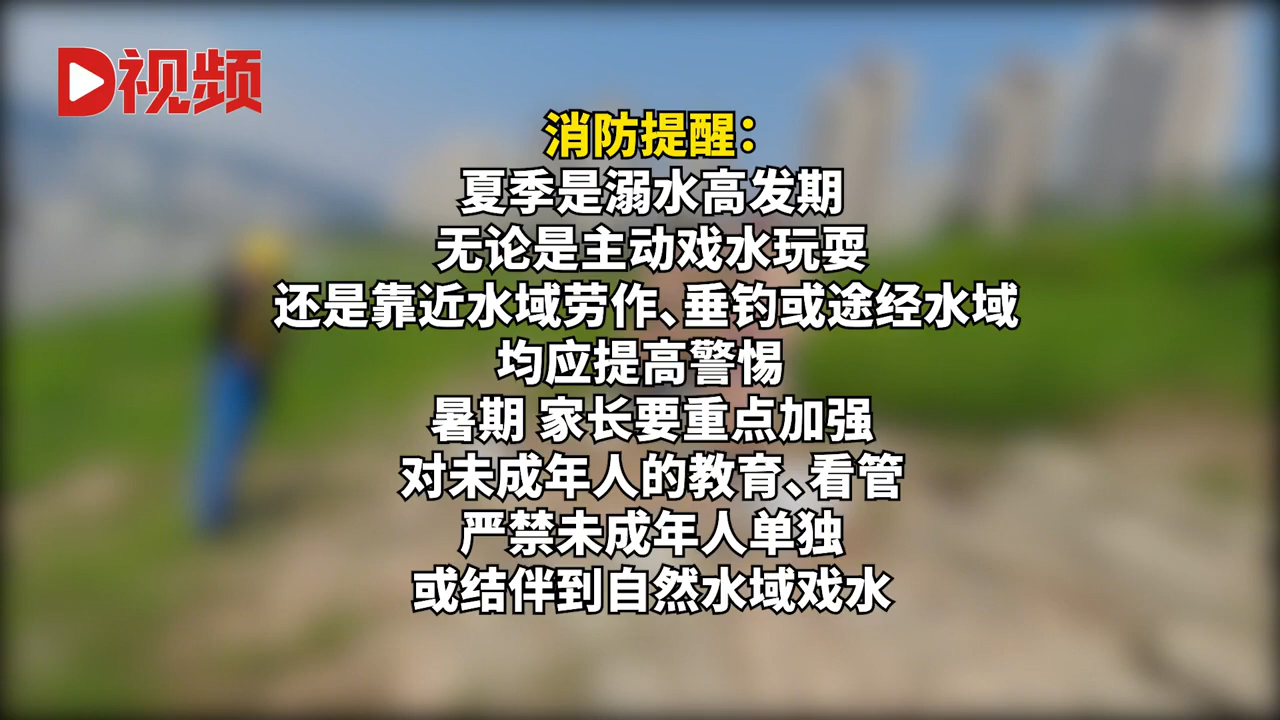 D视频
消防提醒：
夏季是溺水高发期
无论是主动戏水玩耍
还是靠近水域劳作、垂钓或途经水域
均应提高警惕
暑期 家长要重点加强
对未成年人的教育、看管
严禁未成年人单独
或结伴到自然水域戏水